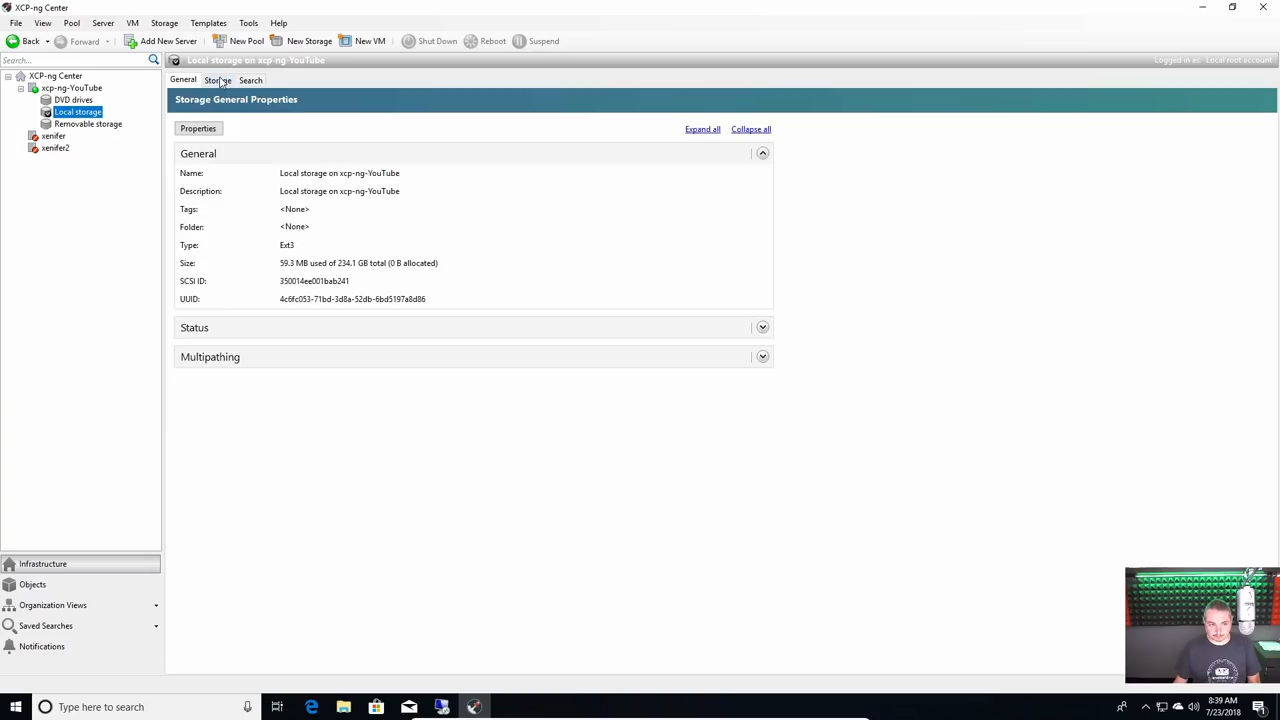 XCP-ng Center
File View Pool Server VM Storage Templates Tools Help
Back Forward Add New Server New Pool New Storage New VM Shut Down Reboot Suspend
Search...
Local storage on xcp-ng-YouTube
Logged in as: Local root account
XCP-ng Center
xcp-ng-YouTube
DVD drives
Local storage
Removable storage
xenifer
xenifer2
General Storage Search
Storage General Properties
Properties
Expand all Collapse all
General
Name: Local storage on xcp-ng-YouTube
Description: Local storage on xcp-ng-YouTube
Tags: <None>
Folder: <None>
Type: Ext3
Size: 59.3 MB used of 234.1 GB total (0 B allocated)
SCSI ID: 350014ee001bab241
UUID: 4c6fc053-71bd-3d8a-52db-6bd5197a8d86
Status
Multipathing
Infrastructure
Objects
Organization Views
Saved Searches
Notifications
Type here to search
8:39 AM
7/23/2018